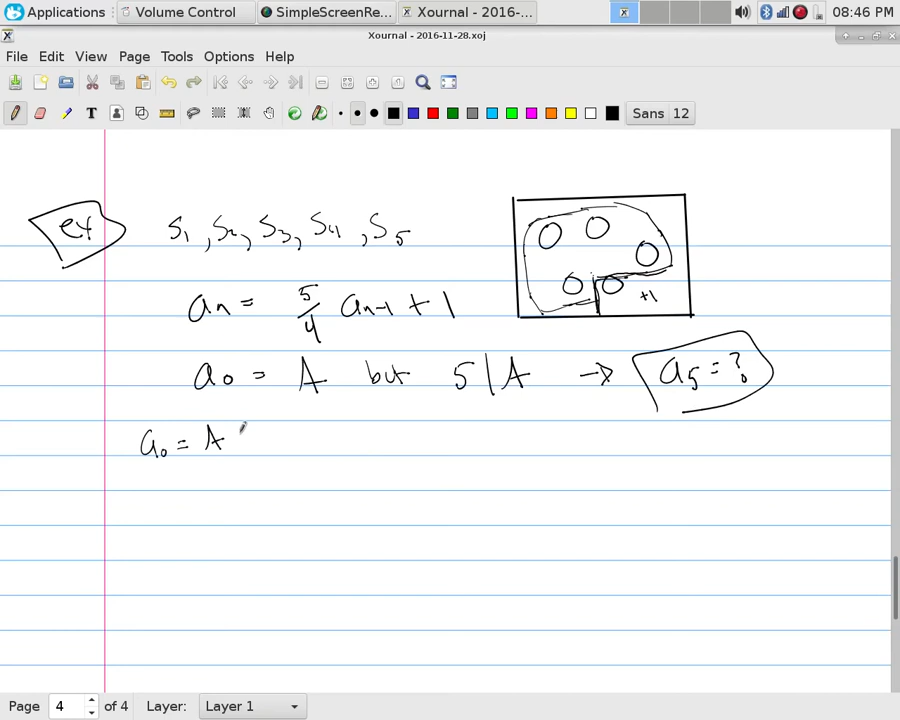 Applications Volume Control SimpleScreenRe... Xournal - 2016-... 08:46 PM
Xournal - 2016-11-28.xoj
File Edit View Page Tools Options Help
Sans 12
ex S1, S2, S3, S4, S5
an = 5/4 an-1 + 1
+1
a0 = A but 5|A → a5 = ?
a0 = A
Page 4 of 4 Layer: Layer 1